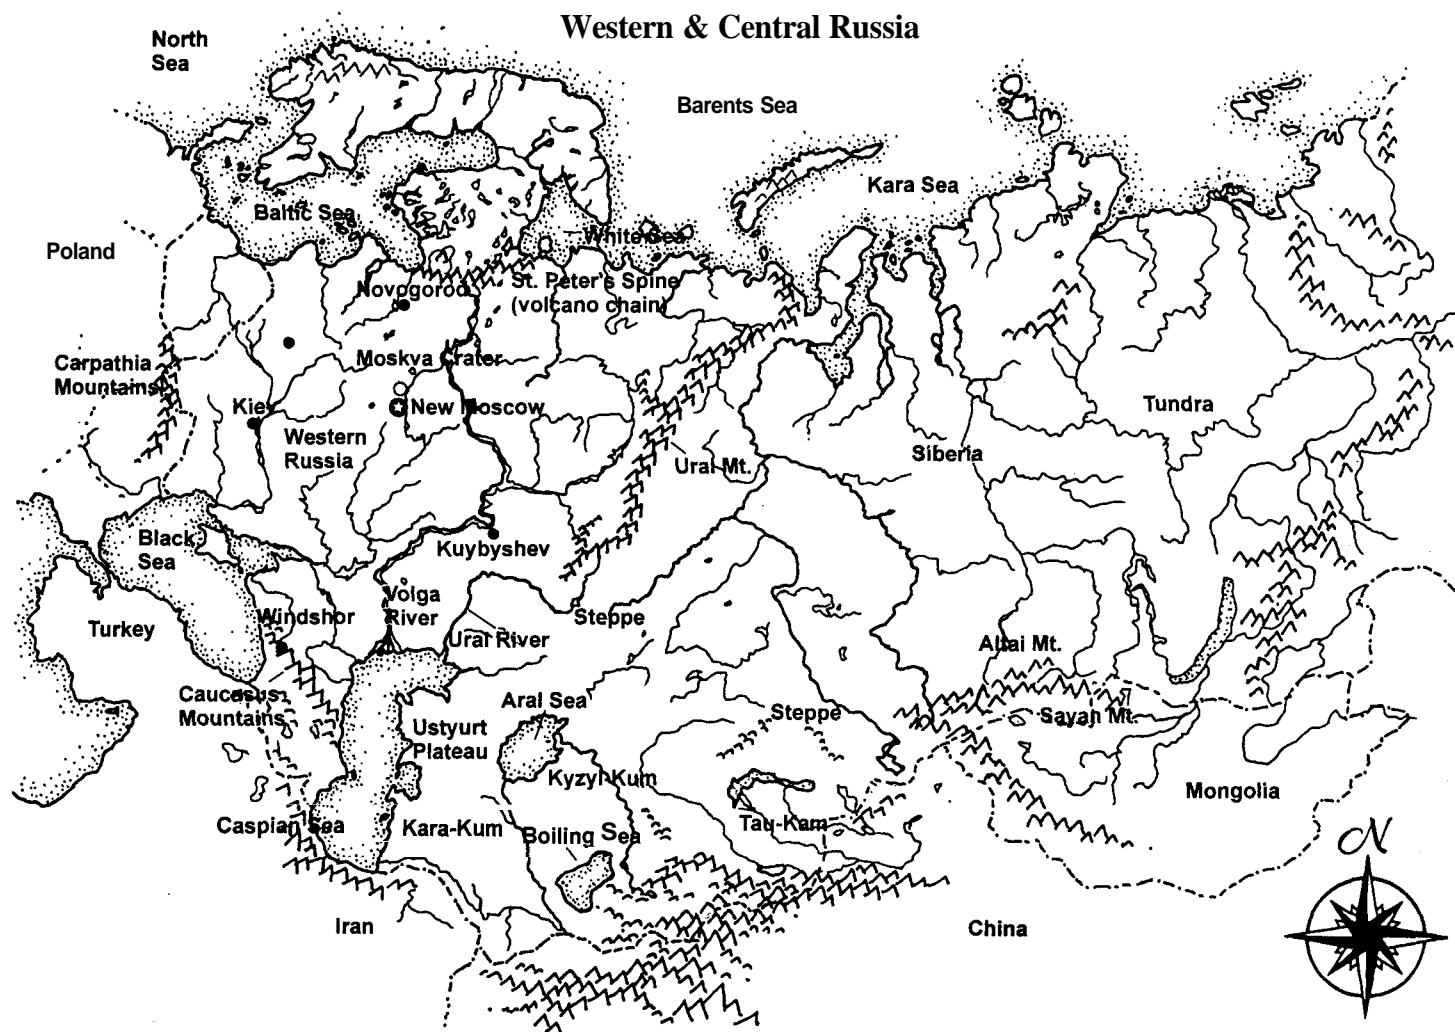 Western & Central Russia
North
Sea
Barents Sea
Kara Sea
Baltic Sea
White Sea
Poland
St. Peter's Spine
(volcano chain)
Novogorod
Carpathia
Mountains
Moskva Crater
Kiev
New Moscow
Tundra
Western
Russia
Ural Mt.
Siberia
Black
Sea
Kuybyshev
Volga
River
Windshor
Turkey
Ural River
Steppe
Altai Mt.
Caucasus
Mountains
Aral Sea
Ustyurt
Plateau
Steppe
Sayan Mt.
Kyzyl-Kum
Mongolia
Caspian Sea
Kara-Kum
Boiling Sea
Tau-Kam
Iran
China
N